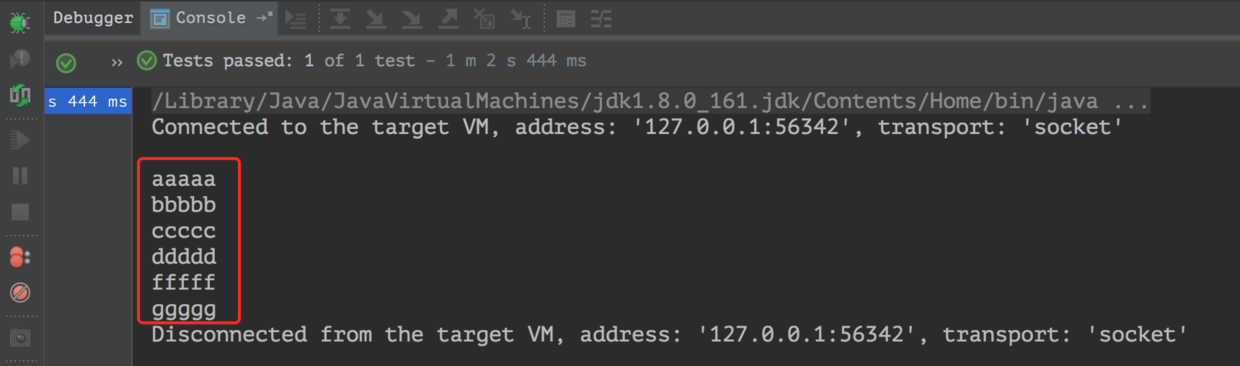 Debugger Console
» Tests passed: 1 of 1 test – 1 m 2 s 444 ms
s 444 ms
/Library/Java/JavaVirtualMachines/jdk1.8.0_161.jdk/Contents/Home/bin/java ...
Connected to the target VM, address: '127.0.0.1:56342', transport: 'socket'
aaaaa
bbbbb
ccccc
ddddd
fffff
ggggg
Disconnected from the target VM, address: '127.0.0.1:56342', transport: 'socket'